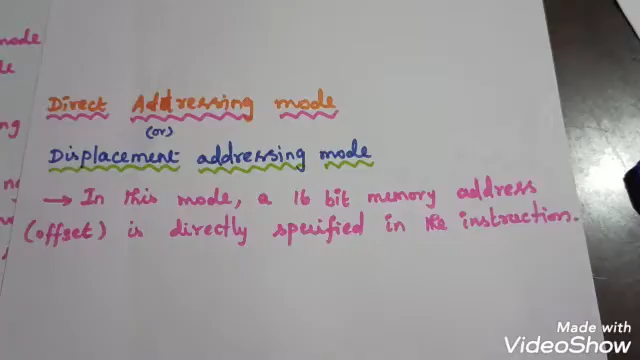 mode
Direct Addressing mode
(or)
Displacement addressing mode
→ In this mode, a 16 bit memory address
(offset) is directly specified in the instruction.
Made with
VideoShow